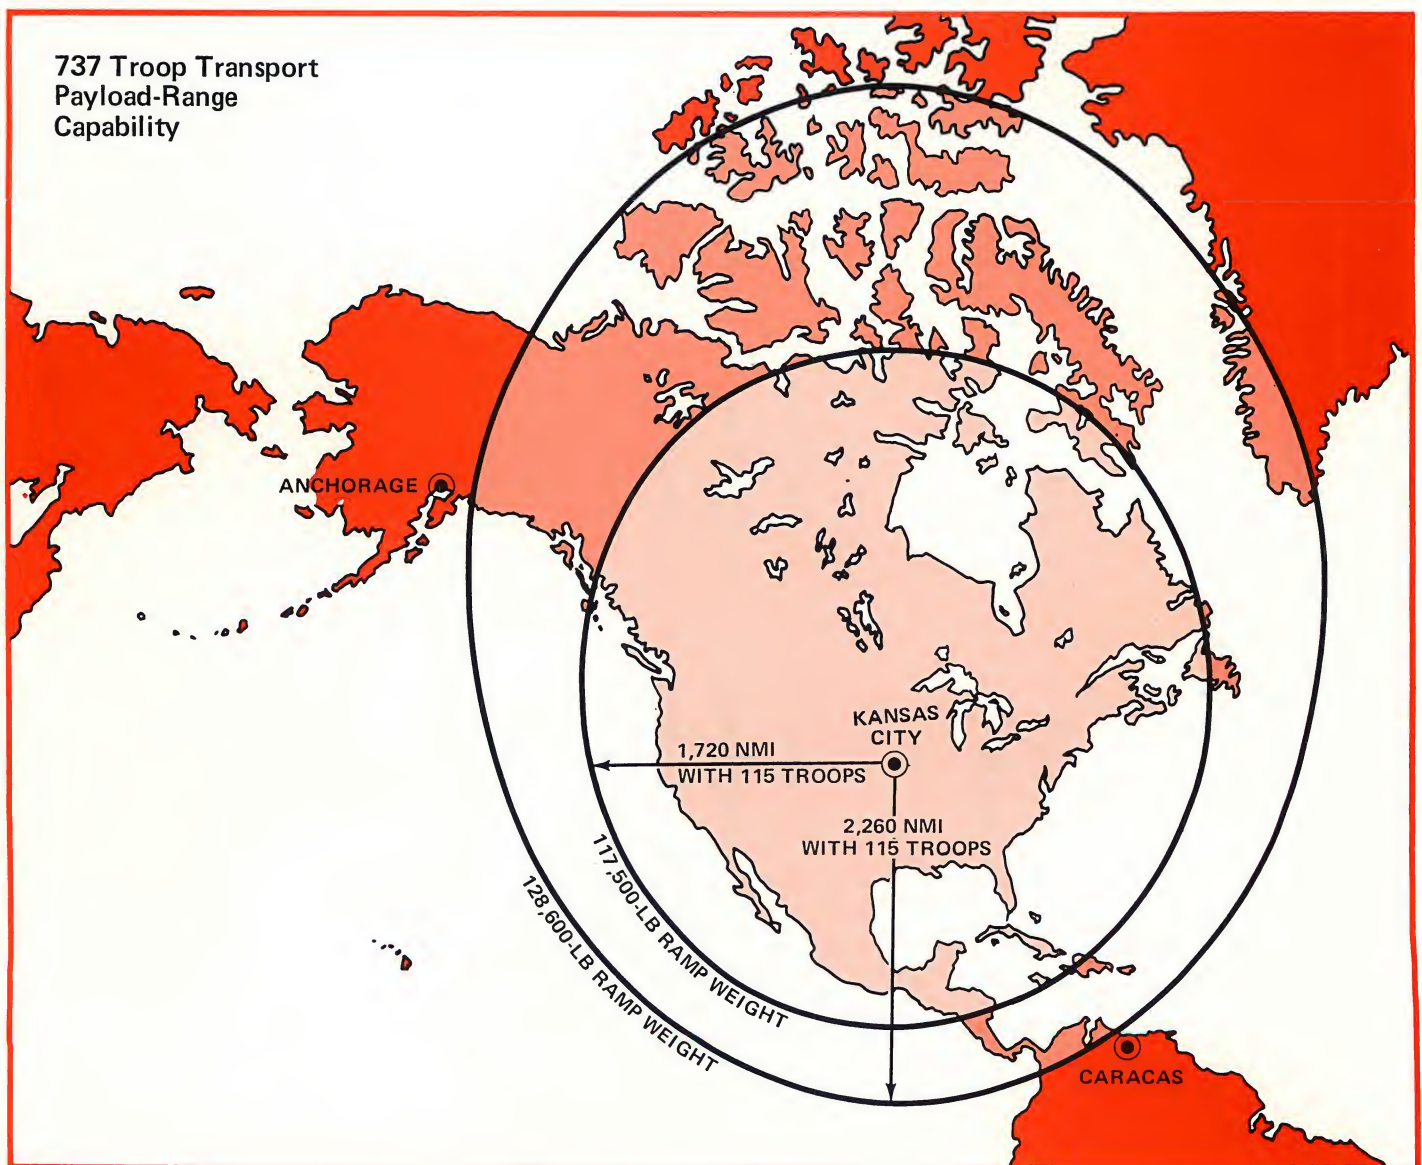 737 Troop Transport
Payload-Range
Capability
ANCHORAGE
KANSAS
CITY
1,720 NMI
WITH 115 TROOPS
2,260 NMI
WITH 115 TROOPS
117,500-LB RAMP WEIGHT
128,600-LB RAMP WEIGHT
CARACAS